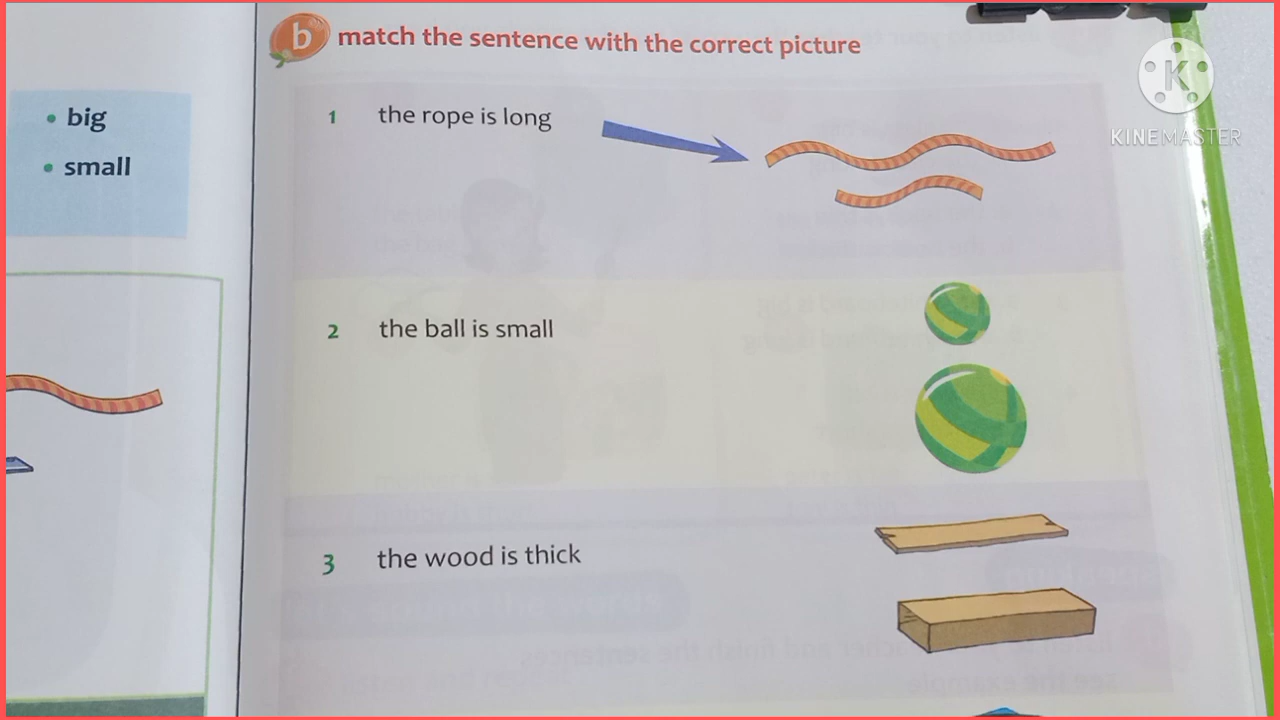 • big
• small
b match the sentence with the correct picture
1 the rope is long
2 the ball is small
3 the wood is thick
KINEMASTER
K